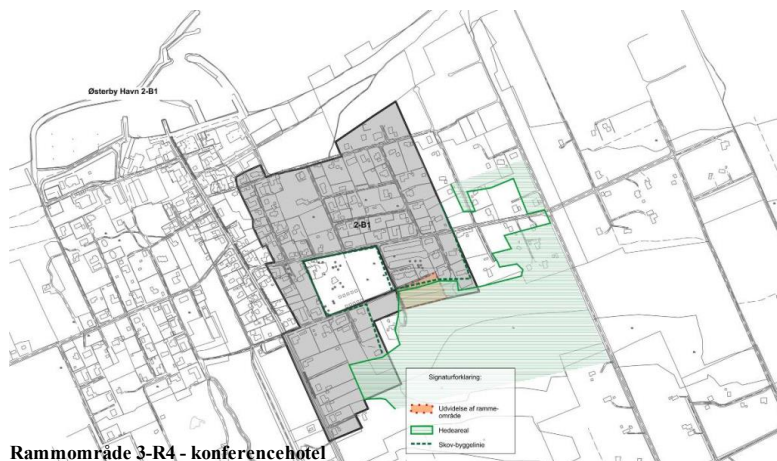 Østerby Havn 2-B1
2-B1
Signaturforklaring:
Udvidelse af ramme-
område
Hedeareal
Skov-byggelinie
Rammområde 3-R4 - konferencehotel